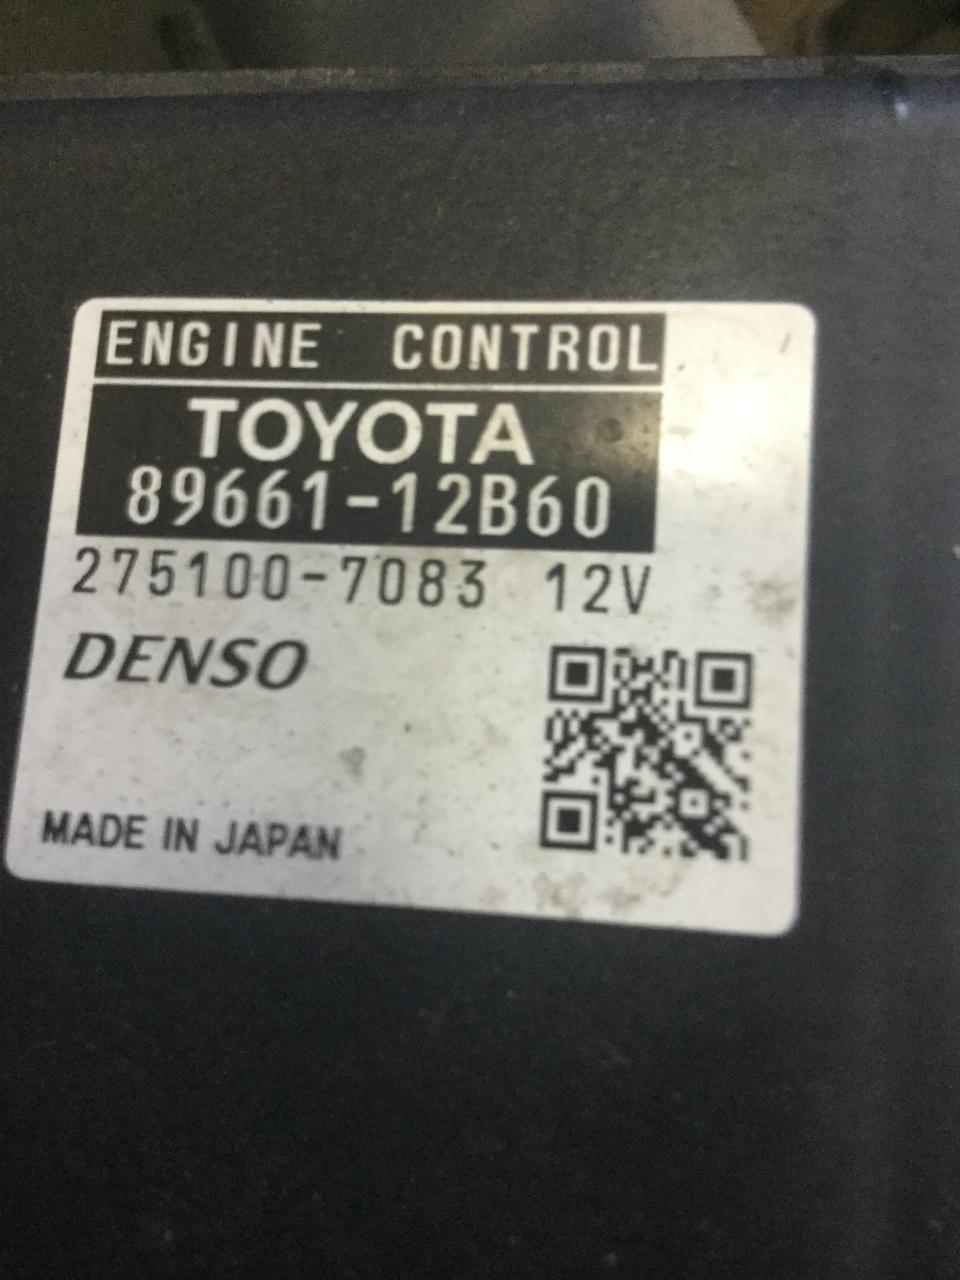 ENGINE CONTROL
TOYOTA
89661-12B60
275100-7083 12V
DENSO
MADE IN JAPAN